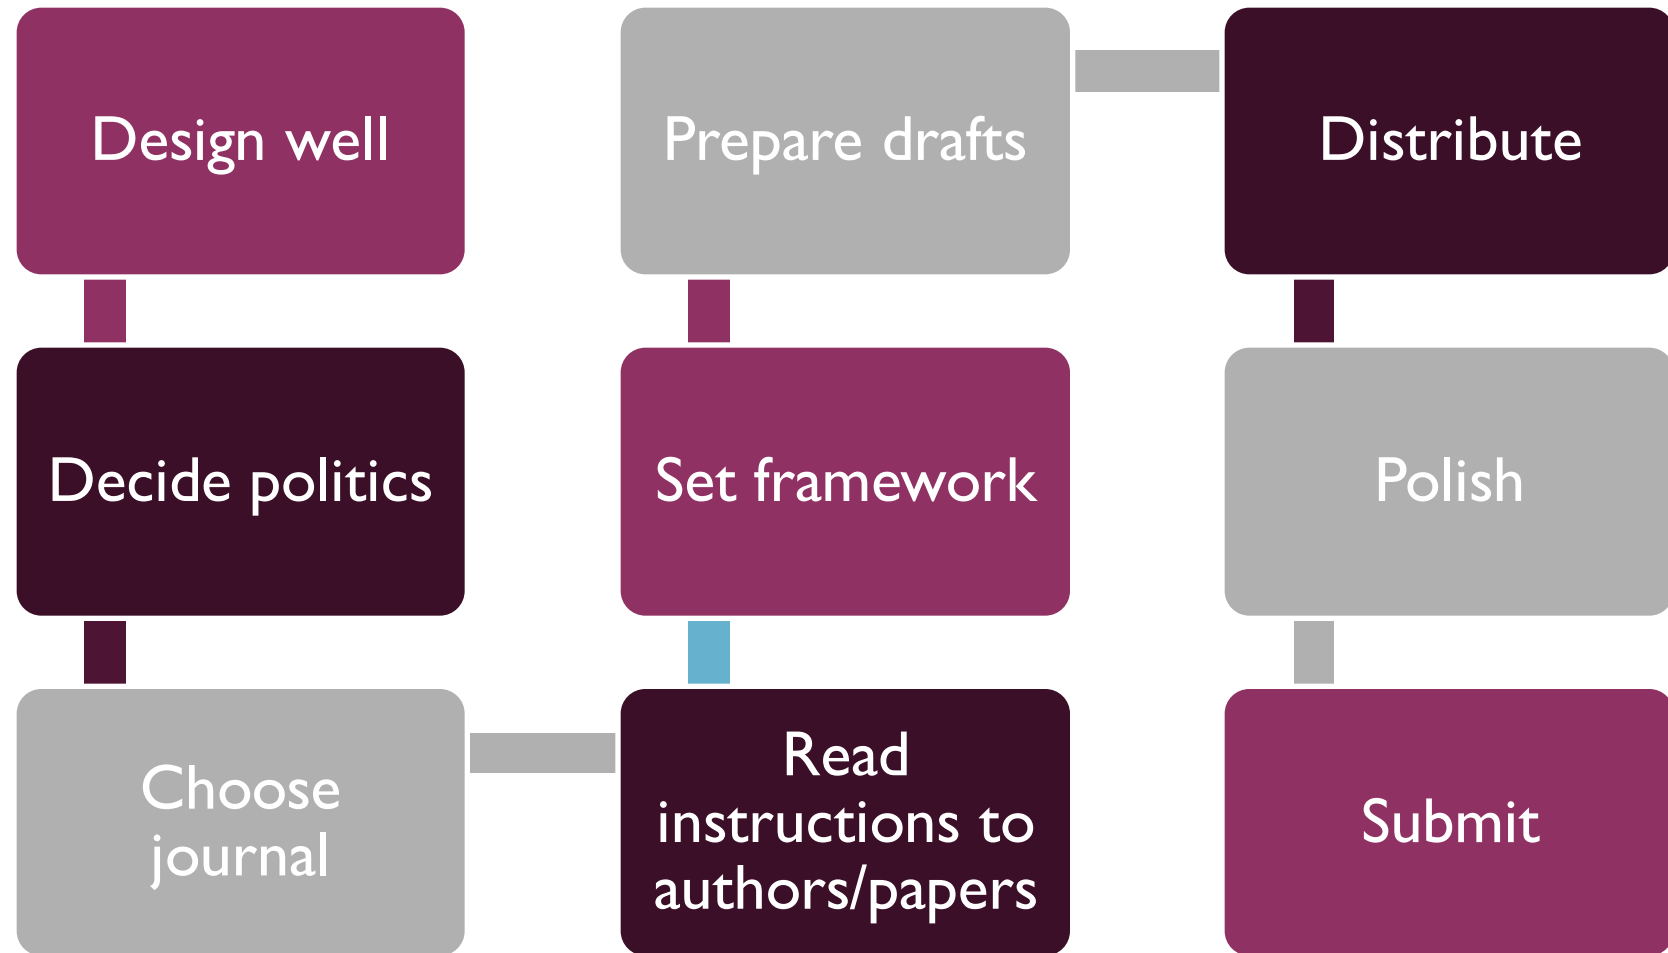 Design well
Decide politics
Choose
journal
Read
instructions to
authors/papers
Set framework
Prepare drafts
Distribute
Polish
Submit